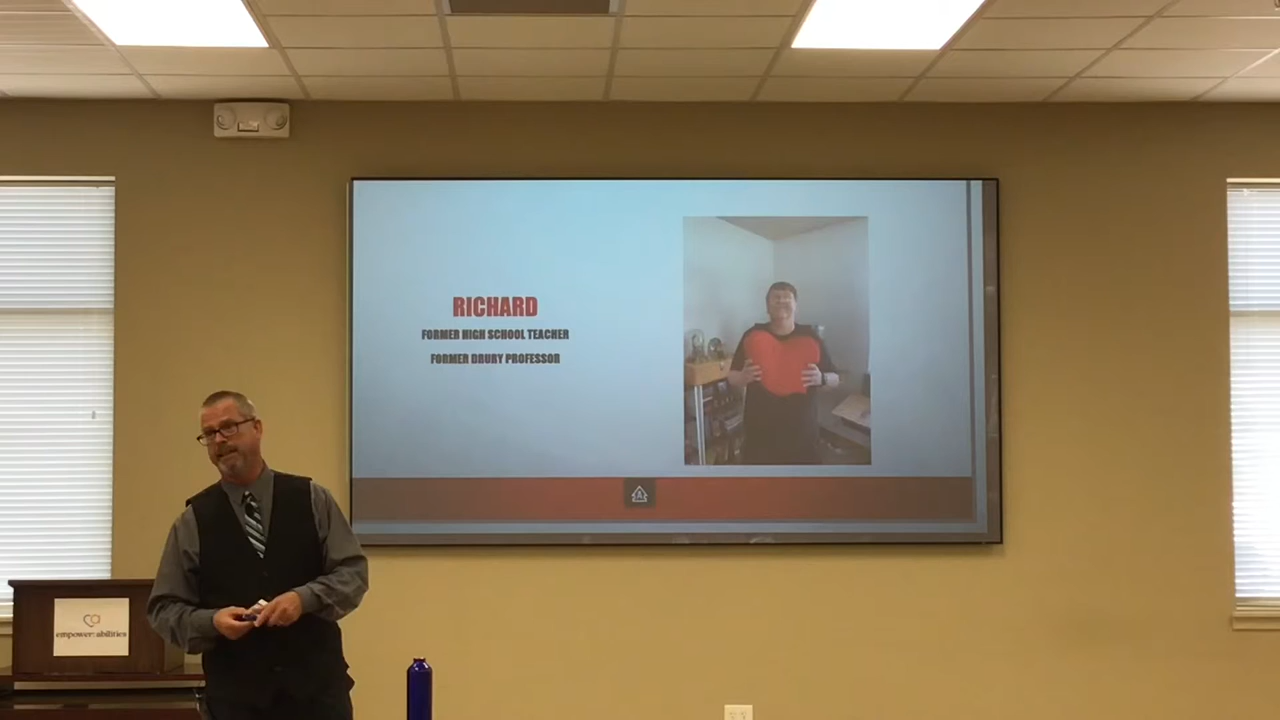 RICHARD
FORMER HIGH SCHOOL TEACHER
FORMER DRURY PROFESSOR
empower:abilities